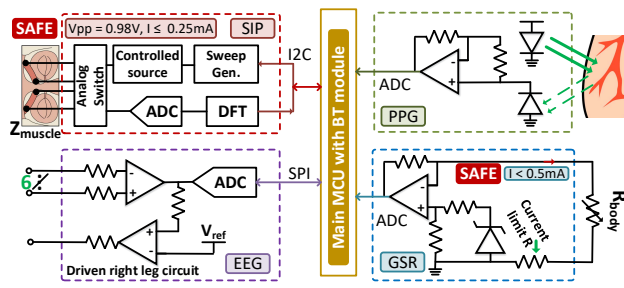 SAFE
Vpp = 0.98V, I ≤ 0.25mA
SIP
Analog
Switch
Controlled
source
Sweep
Gen.
ADC
DFT
Zmuscle
I2C
6
-
+
ADC
SPI
+
-
Vref
Driven right leg circuit
EEG
Main MCU with BT module
ADC
-
+
PPG
SAFE
I < 0.5mA
ADC
-
+
Current
limit R
Rbody
GSR